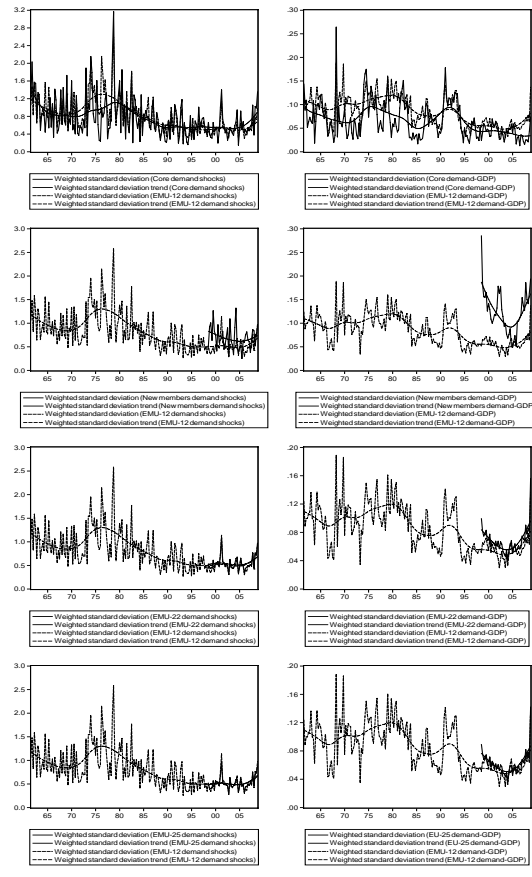 3.2
2.8
2.4
2.0
1.6
1.2
0.8
0.4
0.0
65 70 75 80 85 90 95 00 05
Weighted standard deviation (Core demand shocks)
Weighted standard deviation trend (Core demand shocks)
Weighted standard deviation (EMU-12 demand shocks)
Weighted standard deviation trend (EMU-12 demand shocks)
.30
.25
.20
.15
.10
.05
.00
65 70 75 80 85 90 95 00 05
Weighted standard deviation (Core demand-GDP)
Weighted standard deviation trend (Core demand-GDP)
Weighted standard deviation (EMU-12 demand-GDP)
Weighted standard deviation trend (EMU-12 demand-GDP)
3.0
2.5
2.0
1.5
1.0
0.5
0.0
65 70 75 80 85 90 95 00 05
Weighted standard deviation (New members demand shocks)
Weighted standard deviation trend (New members demand shocks)
Weighted standard deviation (EMU-12 demand shocks)
Weighted standard deviation trend (EMU-12 demand shocks)
.30
.25
.20
.15
.10
.05
.00
65 70 75 80 85 90 95 00 05
Weighted standard deviation (New members demand-GDP)
Weighted standard deviation trend (New members demand-GDP
Weighted standard deviation (EMU-12 demand-GDP)
Weighted standard deviation trend (EMU-12 demand-GDP)
3.0
2.5
2.0
1.5
1.0
0.5
0.0
65 70 75 80 85 90 95 00 05
Weighted standard deviation (EMU-22 demand shocks)
Weighted standard deviation trend (EMU-22 demand shocks)
Weighted standard deviation (EMU-12 demand shocks)
Weighted standard deviation trend (EMU-12 demand shocks)
.20
.16
.12
.08
.04
.00
65 70 75 80 85 90 95 00 05
Weighted standard deviation (EMU-22 demand-GDP)
Weighted standard deviation trend (EMU-22 demand-GDP)
Weighted standard deviation (EMU-12 demand-GDP)
Weighted standard deviation trend (EMU-12 demand-GDP)
3.0
2.5
2.0
1.5
1.0
0.5
0.0
65 70 75 80 85 90 95 00 05
Weighted standard deviation (EMU-25 demand shocks)
Weighted standard deviation trend (EMU-25 demand shocks)
Weighted standard deviation (EMU-12 demand shocks)
Weighted standard deviation trend (EMU-12 demand shocks)
.20
.16
.12
.08
.04
.00
65 70 75 80 85 90 95 00 05
Weighted standard deviation (EU-25 demand-GDP)
Weighted standard deviation trend (EU-25 demand-GDP)
Weighted standard deviation (EMU-12 demand-GDP)
Weighted standard deviation trend (EMU-12 demand-GDP)